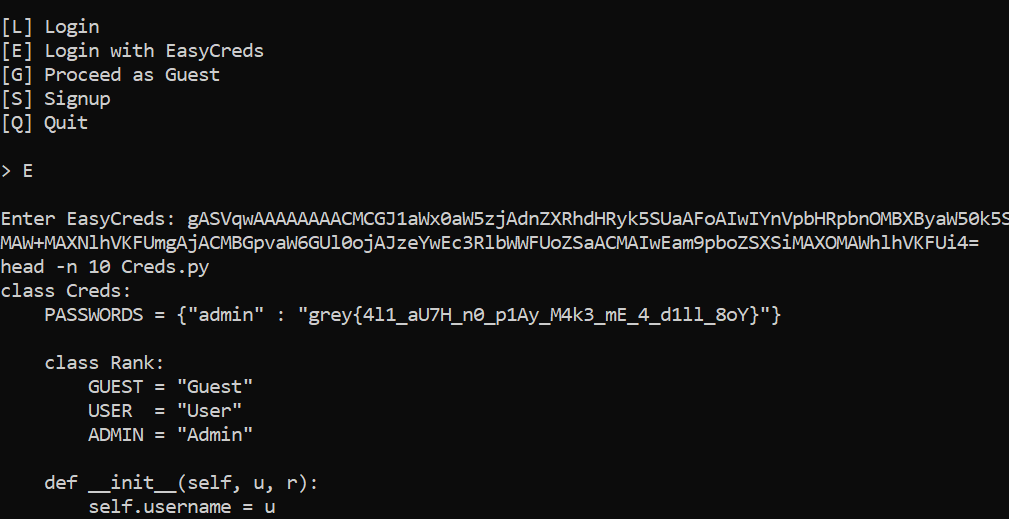 [L] Login
[E] Login with EasyCreds
[G] Proceed as Guest
[S] Signup
[Q] Quit
> E
Enter EasyCreds: gASVqwAAAAAAAACMCGJ1aWx0aW5zjAdnZXRhdHRyk5SUaAFoAIwIYnVpbHRpbnOMBXByaW50k5S
MAW+MAXNlhVKFUmgAjACMBGpvaW6GUl0ojAJzeYwEc3RlbWWFUoZSaACMAIwEam9pboZSXSiMAXOMAWhlhVKFUi4=
head -n 10 Creds.py
class Creds:
    PASSWORDS = {"admin" : "grey{4l1_aU7H_n0_p1Ay_M4k3_mE_4_d1ll_8oY}"}
    class Rank:
        GUEST = "Guest"
        USER  = "User"
        ADMIN = "Admin"
    def __init__(self, u, r):
        self.username = u